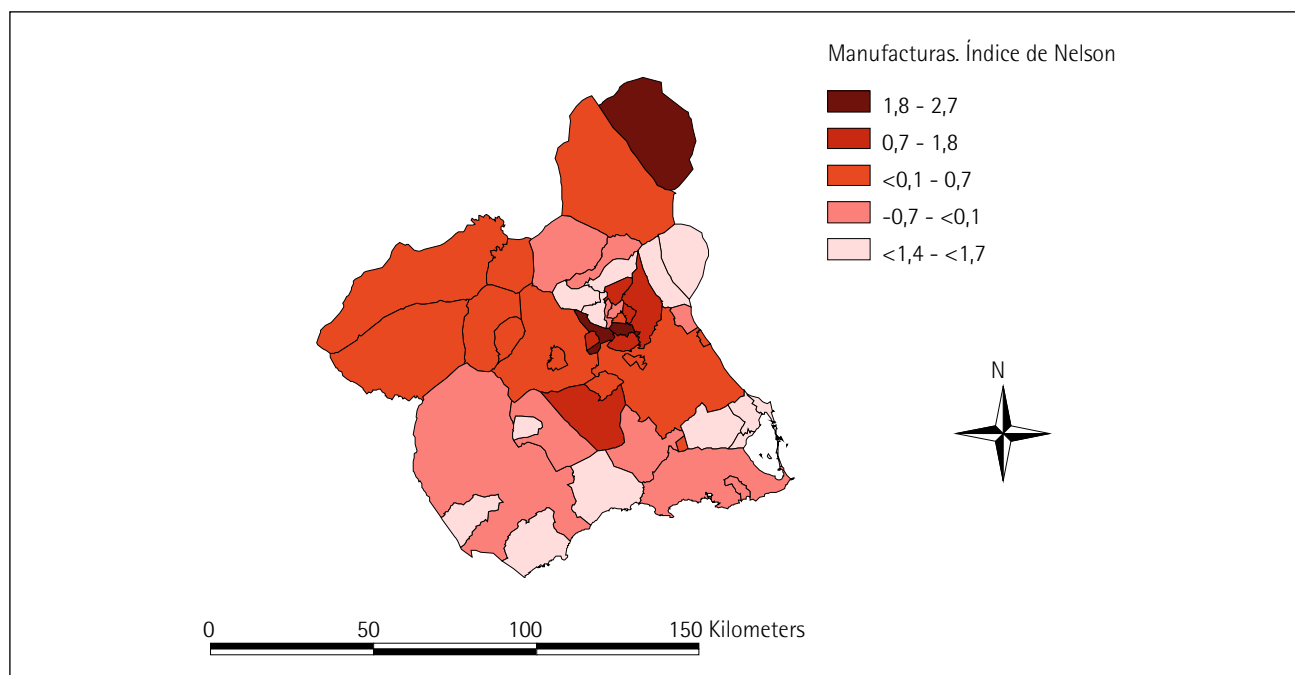 Manufacturas. Índice de Nelson
1,8 - 2,7
0,7 - 1,8
<0,1 - 0,7
-0,7 - <0,1
<1,4 - <1,7
N
0 50 100 150 Kilometers